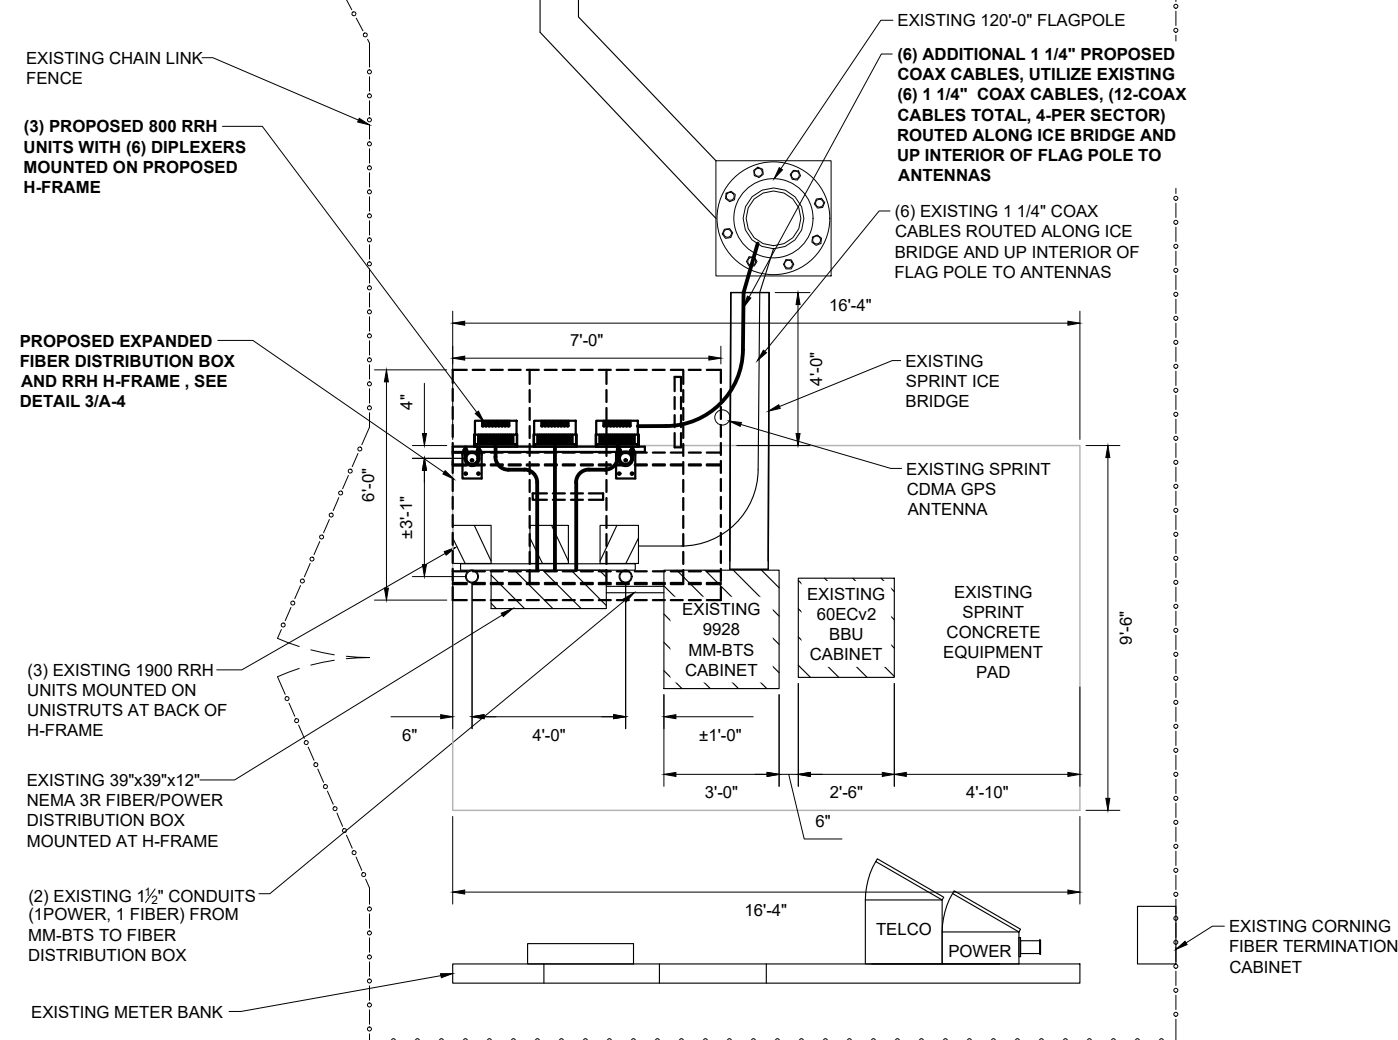 EXISTING CHAIN LINK
FENCE
(3) PROPOSED 800 RRH
UNITS WITH (6) DIPLEXERS
MOUNTED ON PROPOSED
H-FRAME
PROPOSED EXPANDED
FIBER DISTRIBUTION BOX
AND RRH H-FRAME , SEE
DETAIL 3/A-4
(3) EXISTING 1900 RRH
UNITS MOUNTED ON
UNISTRUTS AT BACK OF
H-FRAME
EXISTING 39"x39"x12"
NEMA 3R FIBER/POWER
DISTRIBUTION BOX
MOUNTED AT H-FRAME
(2) EXISTING 1½" CONDUITS
(1POWER, 1 FIBER) FROM
MM-BTS TO FIBER
DISTRIBUTION BOX
EXISTING METER BANK
EXISTING 120'-0" FLAGPOLE
(6) ADDITIONAL 1 1/4" PROPOSED
COAX CABLES, UTILIZE EXISTING
(6) 1 1/4" COAX CABLES, (12-COAX
CABLES TOTAL, 4-PER SECTOR)
ROUTED ALONG ICE BRIDGE AND
UP INTERIOR OF FLAG POLE TO
ANTENNAS
(6) EXISTING 1 1/4" COAX
CABLES ROUTED ALONG ICE
BRIDGE AND UP INTERIOR OF
FLAG POLE TO ANTENNAS
16'-4"
7'-0"
4'-0"
4"
6'-0"
±3'-1"
EXISTING
SPRINT ICE
BRIDGE
EXISTING SPRINT
CDMA GPS
ANTENNA
EXISTING
9928
MM-BTS
CABINET
EXISTING
60ECv2
BBU
CABINET
EXISTING
SPRINT
CONCRETE
EQUIPMENT
PAD
9'-6"
6"
4'-0"
±1'-0"
3'-0"
2'-6"
4'-10"
6"
16'-4"
TELCO
POWER
EXISTING CORNING
FIBER TERMINATION
CABINET